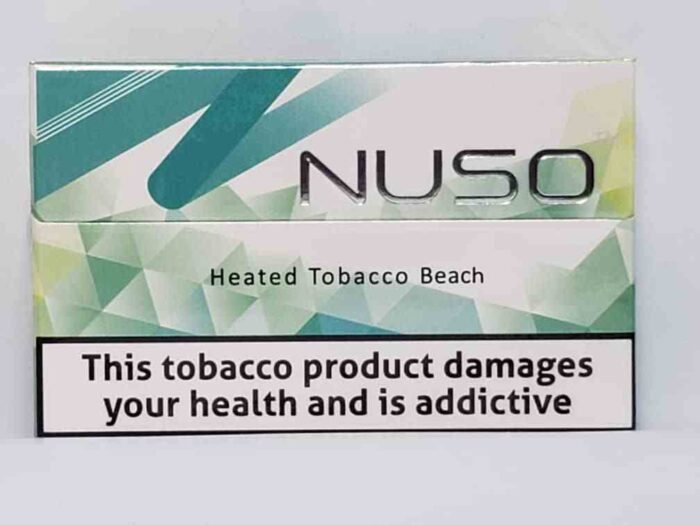 NUSO
Heated Tobacco Beach
This tobacco product damages
your health and is addictive